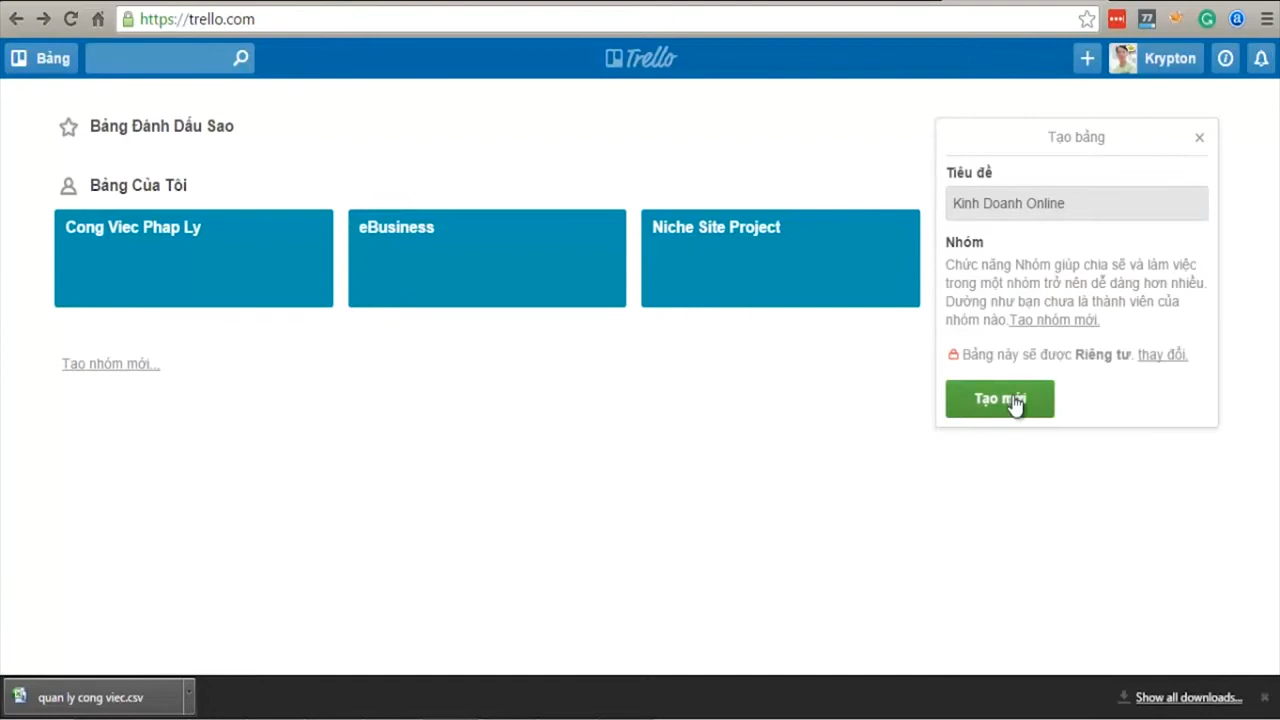 https://trello.com
77
Bảng
Trello
Krypton
Bảng Đánh Dấu Sao
Bảng Của Tôi
Cong Viec Phap Ly
eBusiness
Niche Site Project
Tạo nhóm mới...
Tạo bảng
Tiêu đề
Kinh Doanh Online
Nhóm
Chức năng Nhóm giúp chia sẽ và làm việc
trong một nhóm trở nên dễ dàng hơn nhiều.
Dường như bạn chưa là thành viên của
nhóm nào.Tạo nhóm mới.
Bảng này sẽ được Riêng tư. thay đổi.
Tạo mới
quan ly cong viec.csv
Show all downloads...